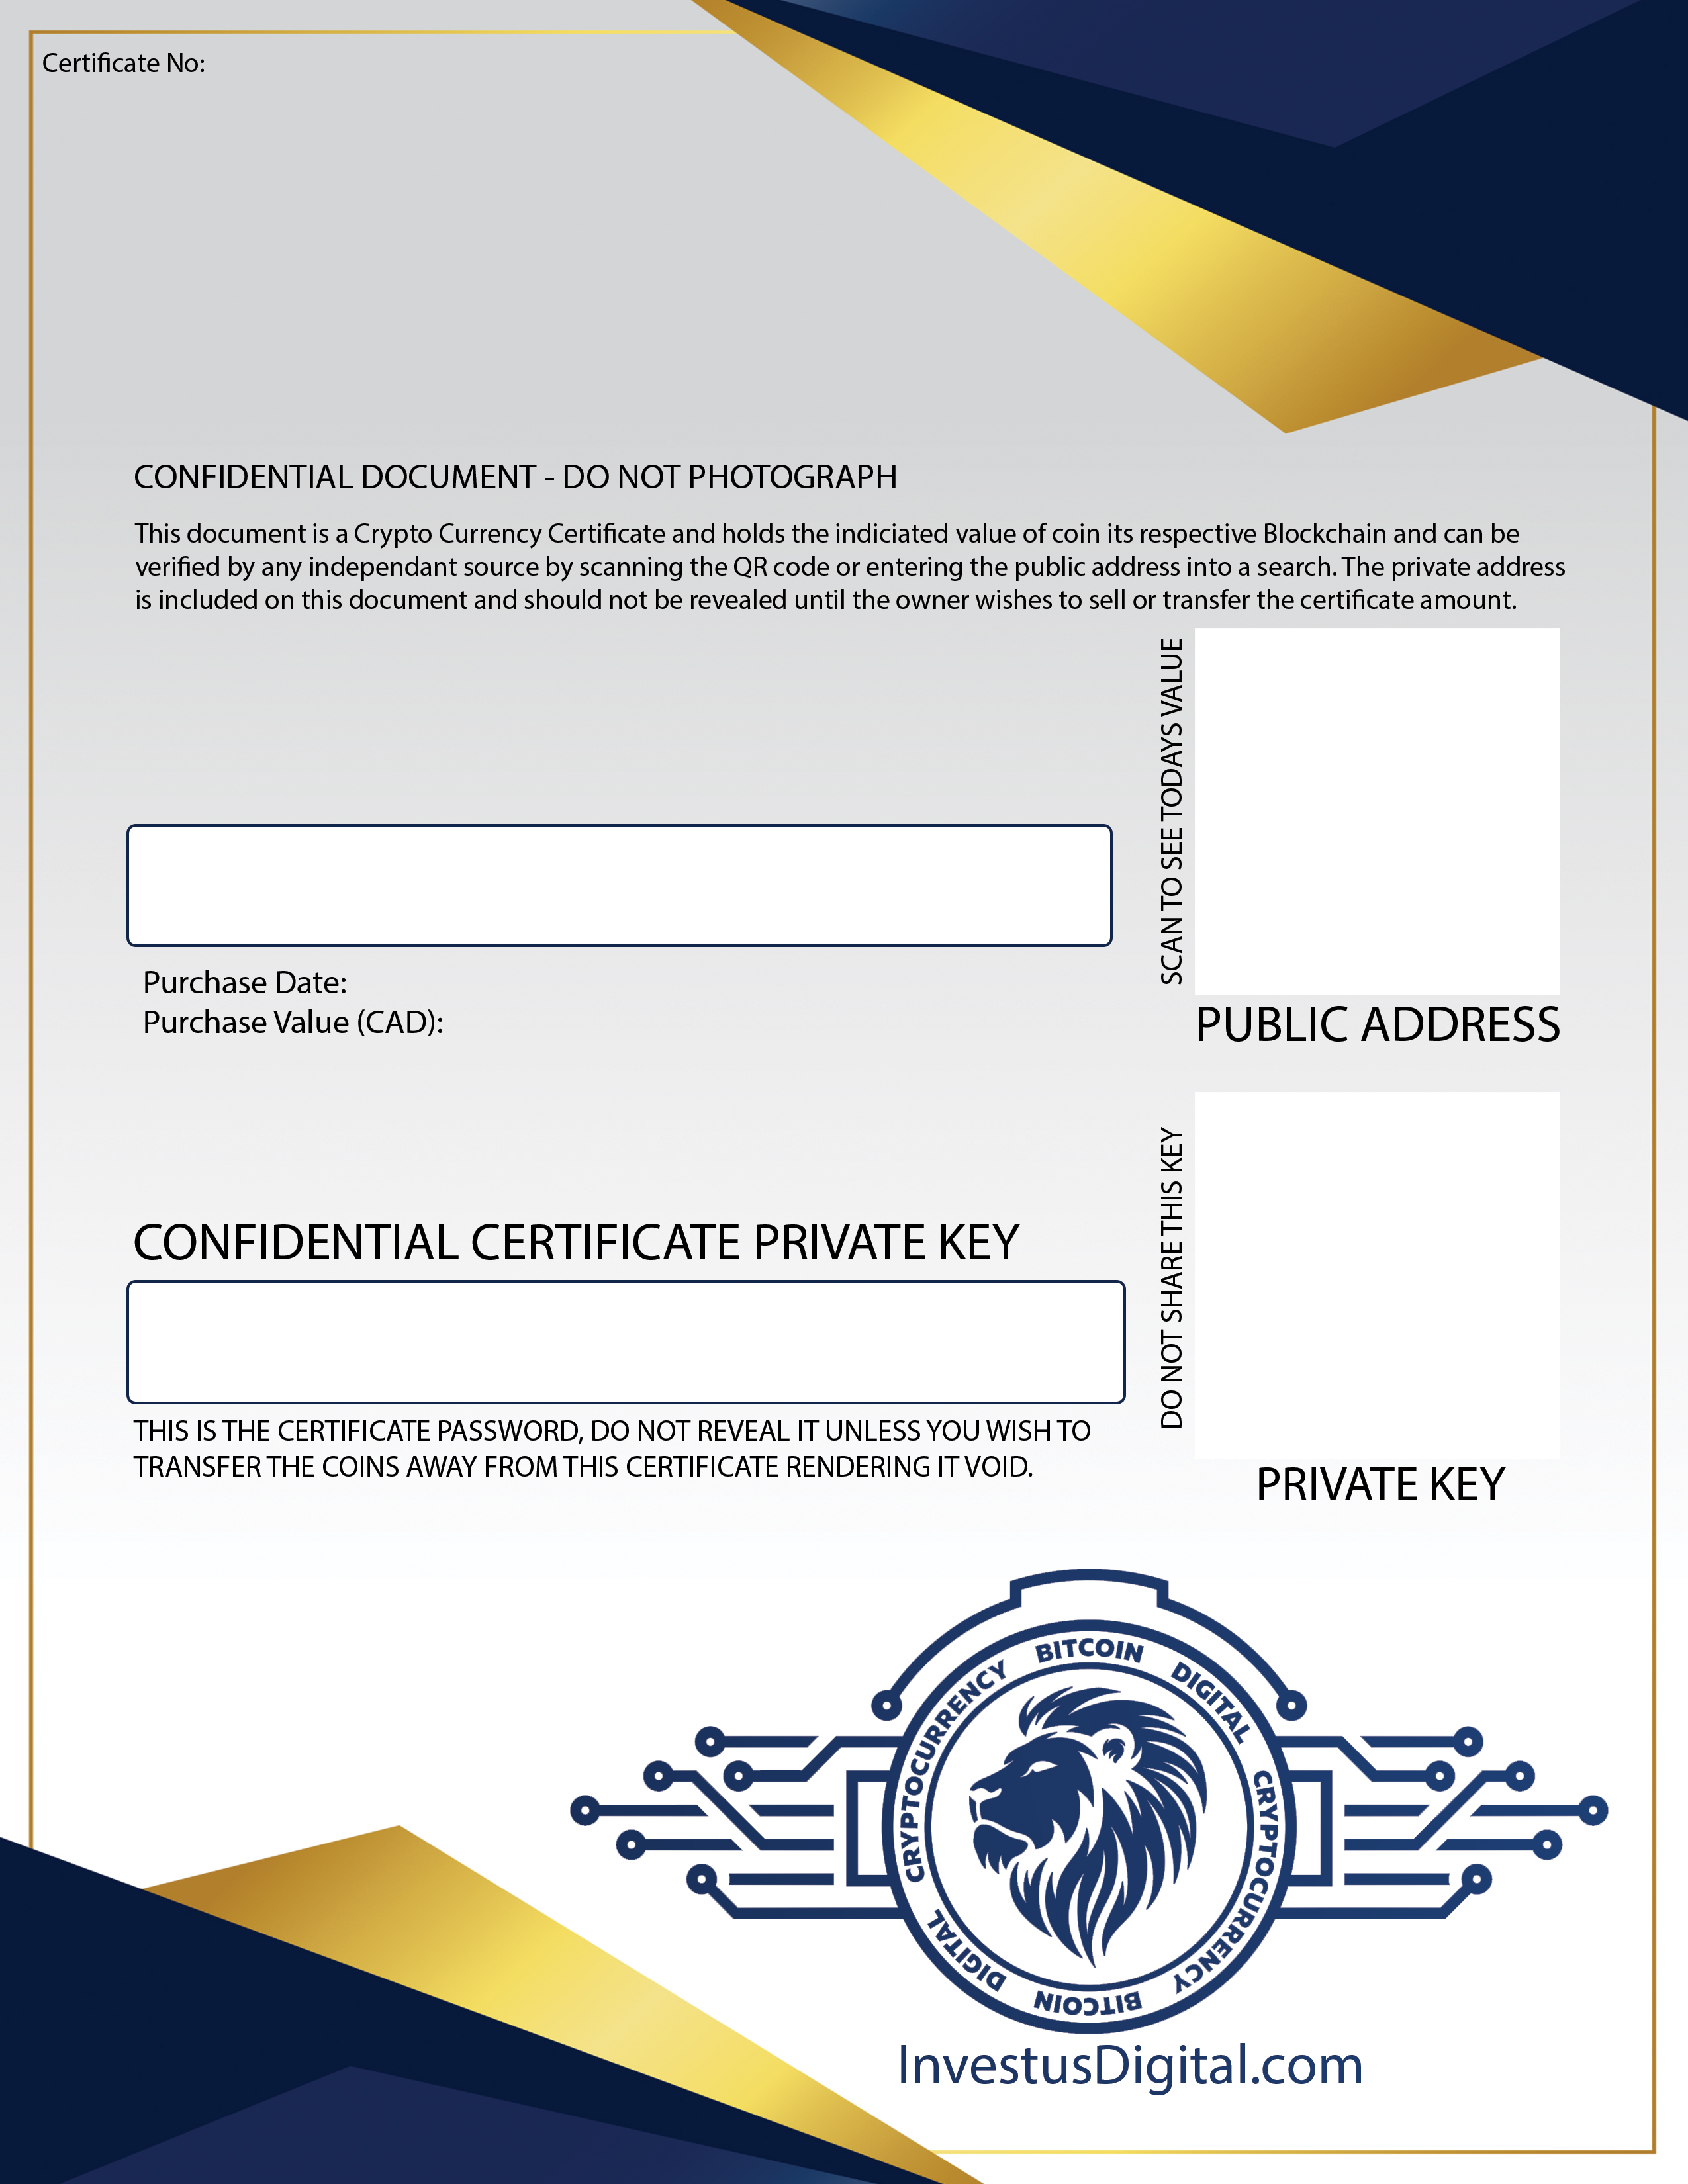 Certificate No:
CONFIDENTIAL DOCUMENT - DO NOT PHOTOGRAPH
This document is a Crypto Currency Certificate and holds the indiciated value of coin its respective Blockchain and can be
verified by any independant source by scanning the QR code or entering the public address into a search. The private address
is included on this document and should not be revealed until the owner wishes to sell or transfer the certificate amount.
SCAN TO SEE TODAYS VALUE
PUBLIC ADDRESS
Purchase Date:
Purchase Value (CAD):
CONFIDENTIAL CERTIFICATE PRIVATE KEY
THIS IS THE CERTIFICATE PASSWORD, DO NOT REVEAL IT UNLESS YOU WISH TO
TRANSFER THE COINS AWAY FROM THIS CERTIFICATE RENDERING IT VOID.
DO NOT SHARE THIS KEY
PRIVATE KEY
CRYPTOCURRENCY BITCOIN DIGITAL CRYPTOCURRENCY BITCOIN DIGITAL
InvestusDigital.com